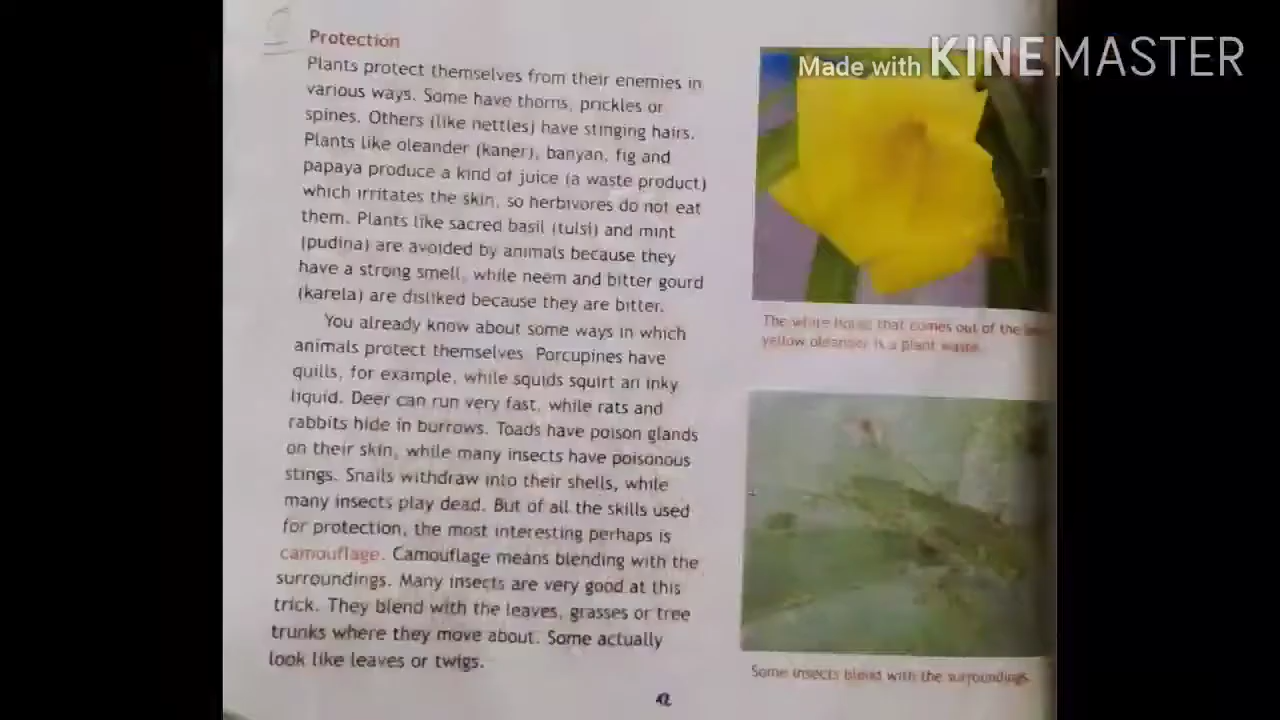 Made with KINEMASTER
Protection
Plants protect themselves from their enemies in
various ways. Some have thorns, prickles or
spines. Others (like nettles) have stinging hairs.
Plants like oleander (kaner), banyan, fig and
papaya produce a kind of juice (a waste product)
which irritates the skin, so herbivores do not eat
them. Plants like sacred basil (tulsi) and mint
(pudina) are avoided by animals because they
have a strong smell, while neem and bitter gourd
(karela) are disliked because they are bitter.
You already know about some ways in which
animals protect themselves. Porcupines have
quills, for example, while squids squirt an inky
liquid. Deer can run very fast, while rats and
rabbits hide in burrows. Toads have poison glands
on their skin, while many insects have poisonous
stings. Snails withdraw into their shells, while
many insects play dead. But of all the skills used
for protection, the most interesting perhaps is
camouflage. Camouflage means blending with the
surroundings. Many insects are very good at this
trick. They blend with the leaves, grasses or tree
trunks where they move about. Some actually
look like leaves or twigs.
The white that comes out of the
yellow oleander is a plant waste.
Some insects blend with the surroundings.
42